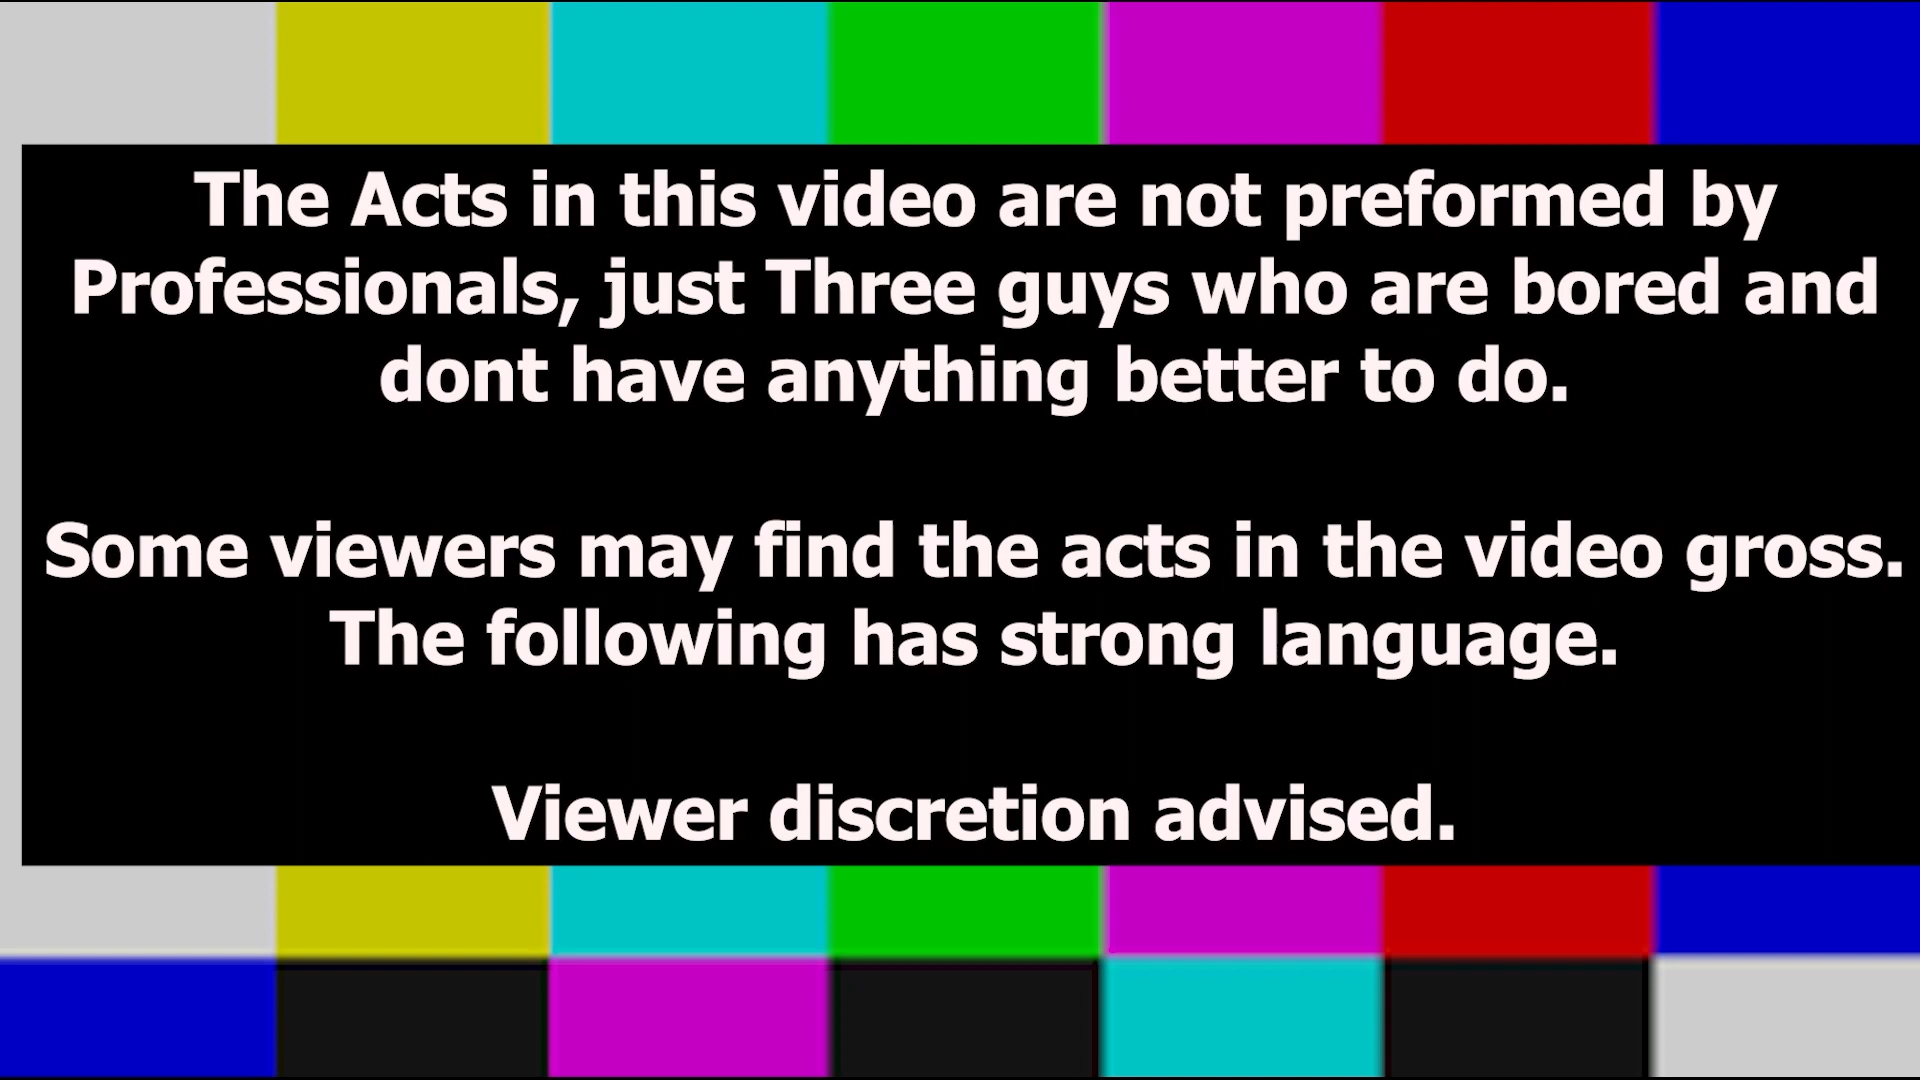 The Acts in this video are not preformed by
Professionals, just Three guys who are bored and
dont have anything better to do.
Some viewers may find the acts in the video gross.
The following has strong language.
Viewer discretion advised.